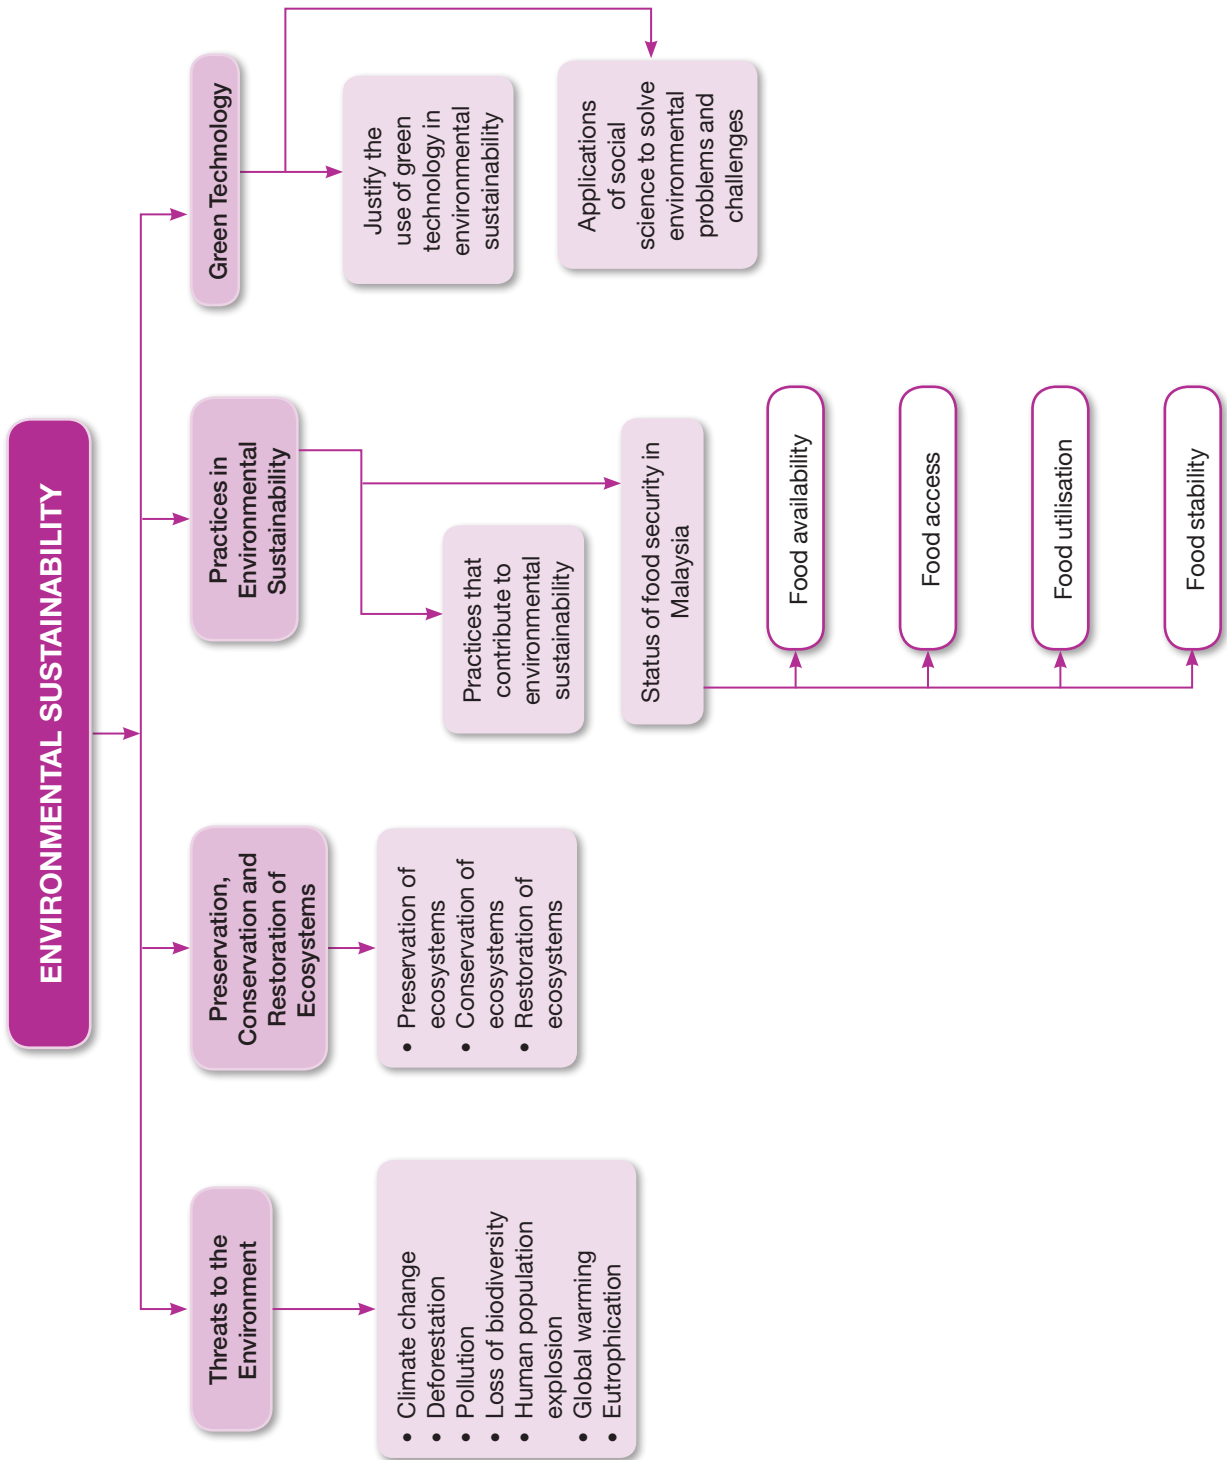 ENVIRONMENTAL SUSTAINABILITY
Threats to the
Environment
• Climate change
• Deforestation
• Pollution
• Loss of biodiversity
• Human population
explosion
• Global warming
• Eutrophication
Preservation,
Conservation and
Restoration of
Ecosystems
• Preservation of
ecosystems
• Conservation of
ecosystems
• Restoration of
ecosystems
Practices in
Environmental
Sustainability
Practices that
contribute to
environmental
sustainability
Status of food security in
Malaysia
Food availability
Food access
Food utilisation
Food stability
Green Technology
Justify the
use of green
technology in
environmental
sustainability
Applications
of social
science to solve
environmental
problems and
challenges